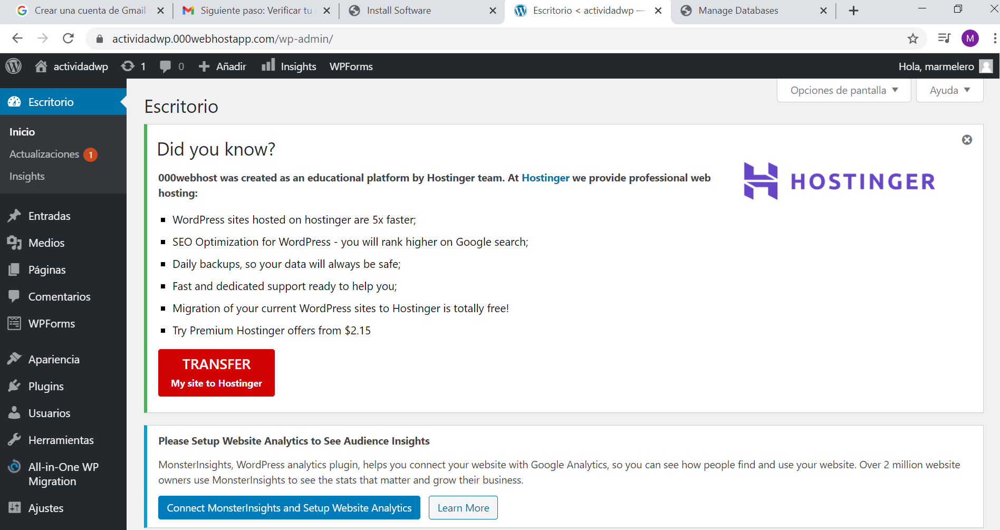 Crear una cuenta de Gmail
Siguiente paso: Verificar tu
Install Software
Escritorio < actividadwp —
Manage Databases
actividadwp.000webhostapp.com/wp-admin/
M
actividadwp
1
0
Añadir
Insights
WPForms
Hola, marmelero
Opciones de pantalla
Ayuda
Escritorio
Inicio
Actualizaciones 1
Insights
Entradas
Medios
Páginas
Comentarios
WPForms
Apariencia
Plugins
Usuarios
Herramientas
All-in-One WP
Migration
Ajustes
Escritorio
Did you know?
000webhost was created as an educational platform by Hostinger team. At Hostinger we provide professional web
hosting:
WordPress sites hosted on hostinger are 5x faster;
SEO Optimization for WordPress - you will rank higher on Google search;
Daily backups, so your data will always be safe;
Fast and dedicated support ready to help you;
Migration of your current WordPress sites to Hostinger is totally free!
Try Premium Hostinger offers from $2.15
HOSTINGER
TRANSFER
My site to Hostinger
Please Setup Website Analytics to See Audience Insights
MonsterInsights, WordPress analytics plugin, helps you connect your website with Google Analytics, so you can see how people find and use your website. Over 2 million website
owners use MonsterInsights to see the stats that matter and grow their business.
Connect MonsterInsights and Setup Website Analytics
Learn More